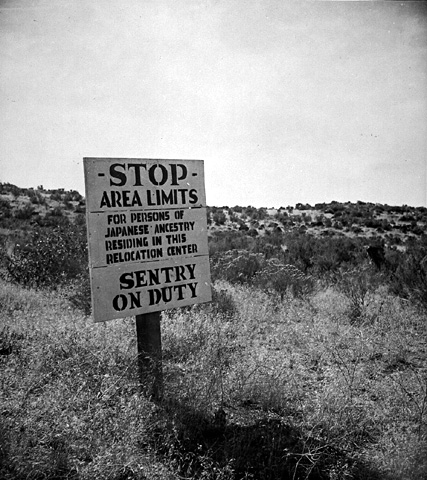 -STOP-
AREA LIMITS
FOR PERSONS OF
JAPANESE ANCESTRY
RESIDING IN THIS
RELOCATION CENTER
SENTRY
ON DUTY